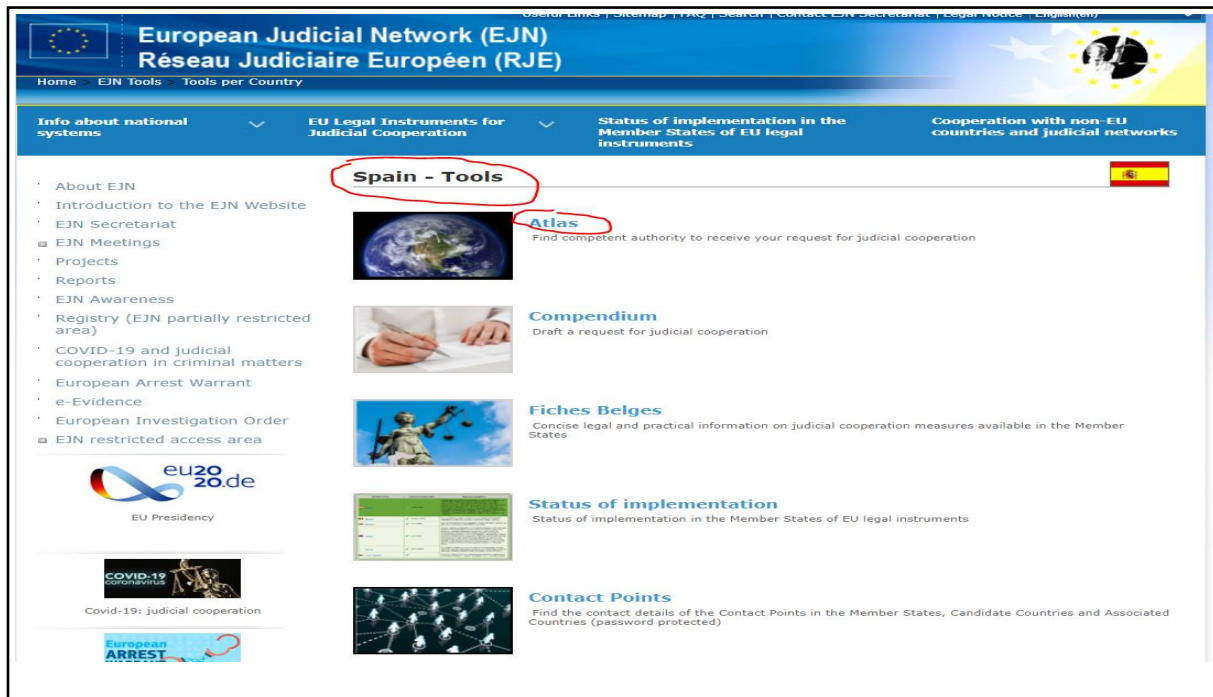 Useful Links | Sitemap | FAQ | Search | Contact EJN Secretariat | Legal Notice English(en)
European Judicial Network (EJN)
Réseau Judiciaire Européen (RJE)
Home > EJN Tools > Tools per Country
Info about national
systems
EU Legal Instruments for
Judicial Cooperation
Status of implementation in the
Member States of EU legal
instruments
Cooperation with non-EU
countries and judicial networks
About EJN
Introduction to the EJN Website
EJN Secretariat
EJN Meetings
Projects
Reports
EJN Awareness
Registry (EJN partially restricted
area)
COVID-19 and judicial
cooperation in criminal matters
European Arrest Warrant
e-Evidence
European Investigation Order
EJN restricted access area
eu20
20.de
EU Presidency
COVID-19
coronavirus
Covid-19: judicial cooperation
European
ARREST
Spain - Tools
Atlas
Find competent authority to receive your request for judicial cooperation
Compendium
Draft a request for judicial cooperation
Fiches Belges
Concise legal and practical information on judicial cooperation measures available in the Member
States
Status of implementation
Status of implementation in the Member States of EU legal instruments
Contact Points
Find the contact details of the Contact Points in the Member States, Candidate Countries and Associated
Countries (password protected)